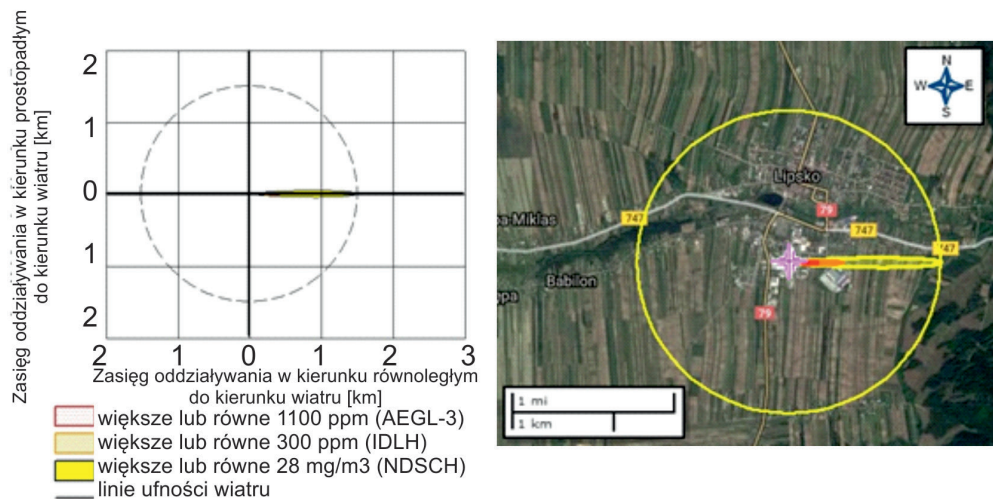 Zasięg oddziaływania w kierunku prostopadłym
do kierunku wiatru [km]
2
1
0
1
2
2 1 0 1 2 3
Zasięg oddziaływania w kierunku równoległym
do kierunku wiatru [km]
większe lub równe 1100 ppm (AEGL-3)
większe lub równe 300 ppm (IDLH)
większe lub równe 28 mg/m3 (NDSCH)
linie ufności wiatru
N
W E
S
Lipsko
79
747
pa-Miklas
747
747
Babilon
ępa
79
1 mi
1 km